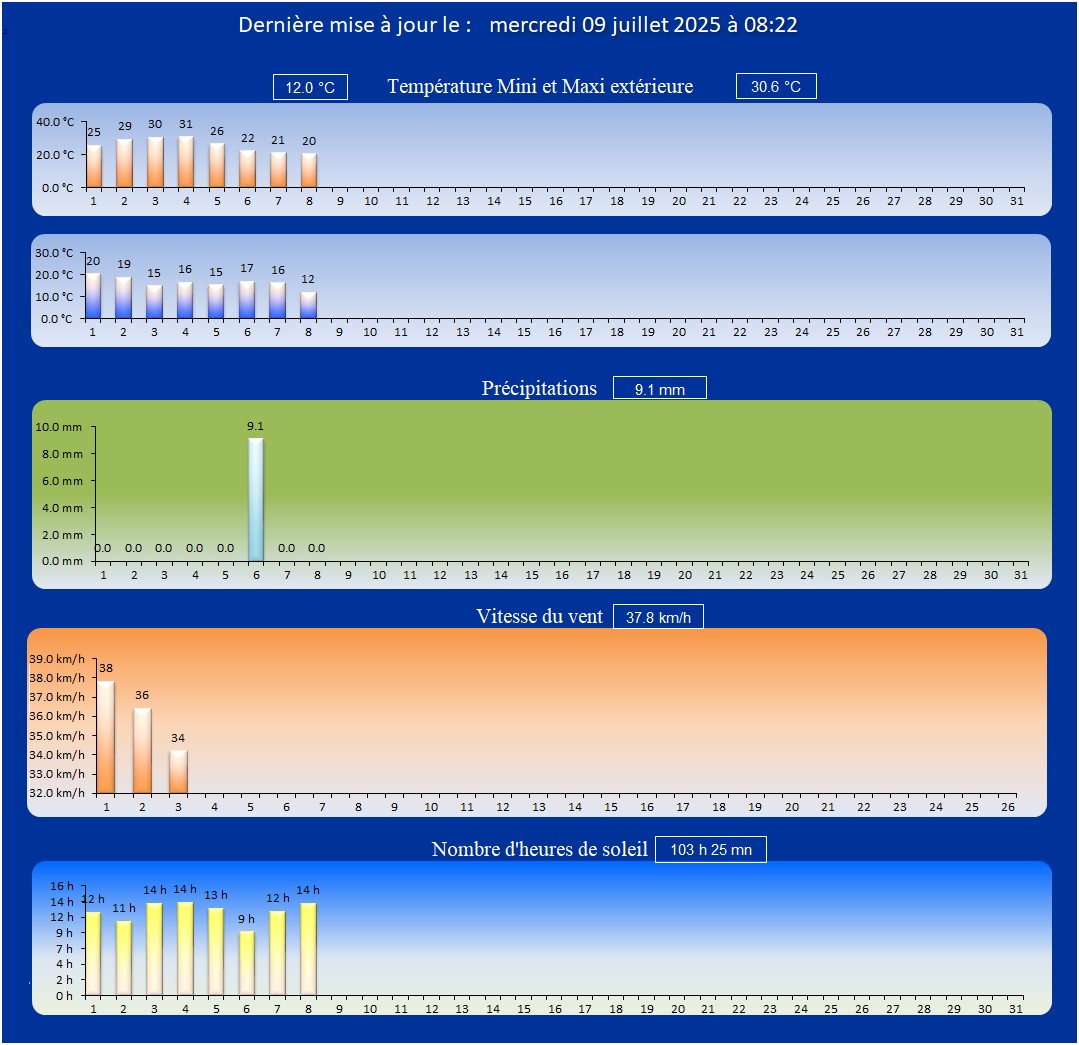 Dernière mise à jour le : mercredi 09 juillet 2025 à 08:22
12.0 °C Température Mini et Maxi extérieure 30.6 °C
40.0 °C
20.0 °C
0.0 °C
25 29 30 31 26 22 21 20
1 2 3 4 5 6 7 8 9 10 11 12 13 14 15 16 17 18 19 20 21 22 23 24 25 26 27 28 29 30 31
30.0 °C
20.0 °C
10.0 °C
0.0 °C
20 19 15 16 15 17 16 12
1 2 3 4 5 6 7 8 9 10 11 12 13 14 15 16 17 18 19 20 21 22 23 24 25 26 27 28 29 30 31
Précipitations 9.1 mm
10.0 mm
8.0 mm
6.0 mm
4.0 mm
2.0 mm
0.0 mm
0.0 0.0 0.0 0.0 0.0 9.1 0.0 0.0
1 2 3 4 5 6 7 8 9 10 11 12 13 14 15 16 17 18 19 20 21 22 23 24 25 26 27 28 29 30 31
Vitesse du vent 37.8 km/h
39.0 km/h
38.0 km/h
37.0 km/h
36.0 km/h
35.0 km/h
34.0 km/h
33.0 km/h
32.0 km/h
38 36 34
1 2 3 4 5 6 7 8 9 10 11 12 13 14 15 16 17 18 19 20 21 22 23 24 25 26
Nombre d'heures de soleil 103 h 25 mn
16 h
14 h
12 h
9 h
7 h
4 h
2 h
0 h
12 h 11 h 14 h 14 h 13 h 9 h 12 h 14 h
1 2 3 4 5 6 7 8 9 10 11 12 13 14 15 16 17 18 19 20 21 22 23 24 25 26 27 28 29 30 31